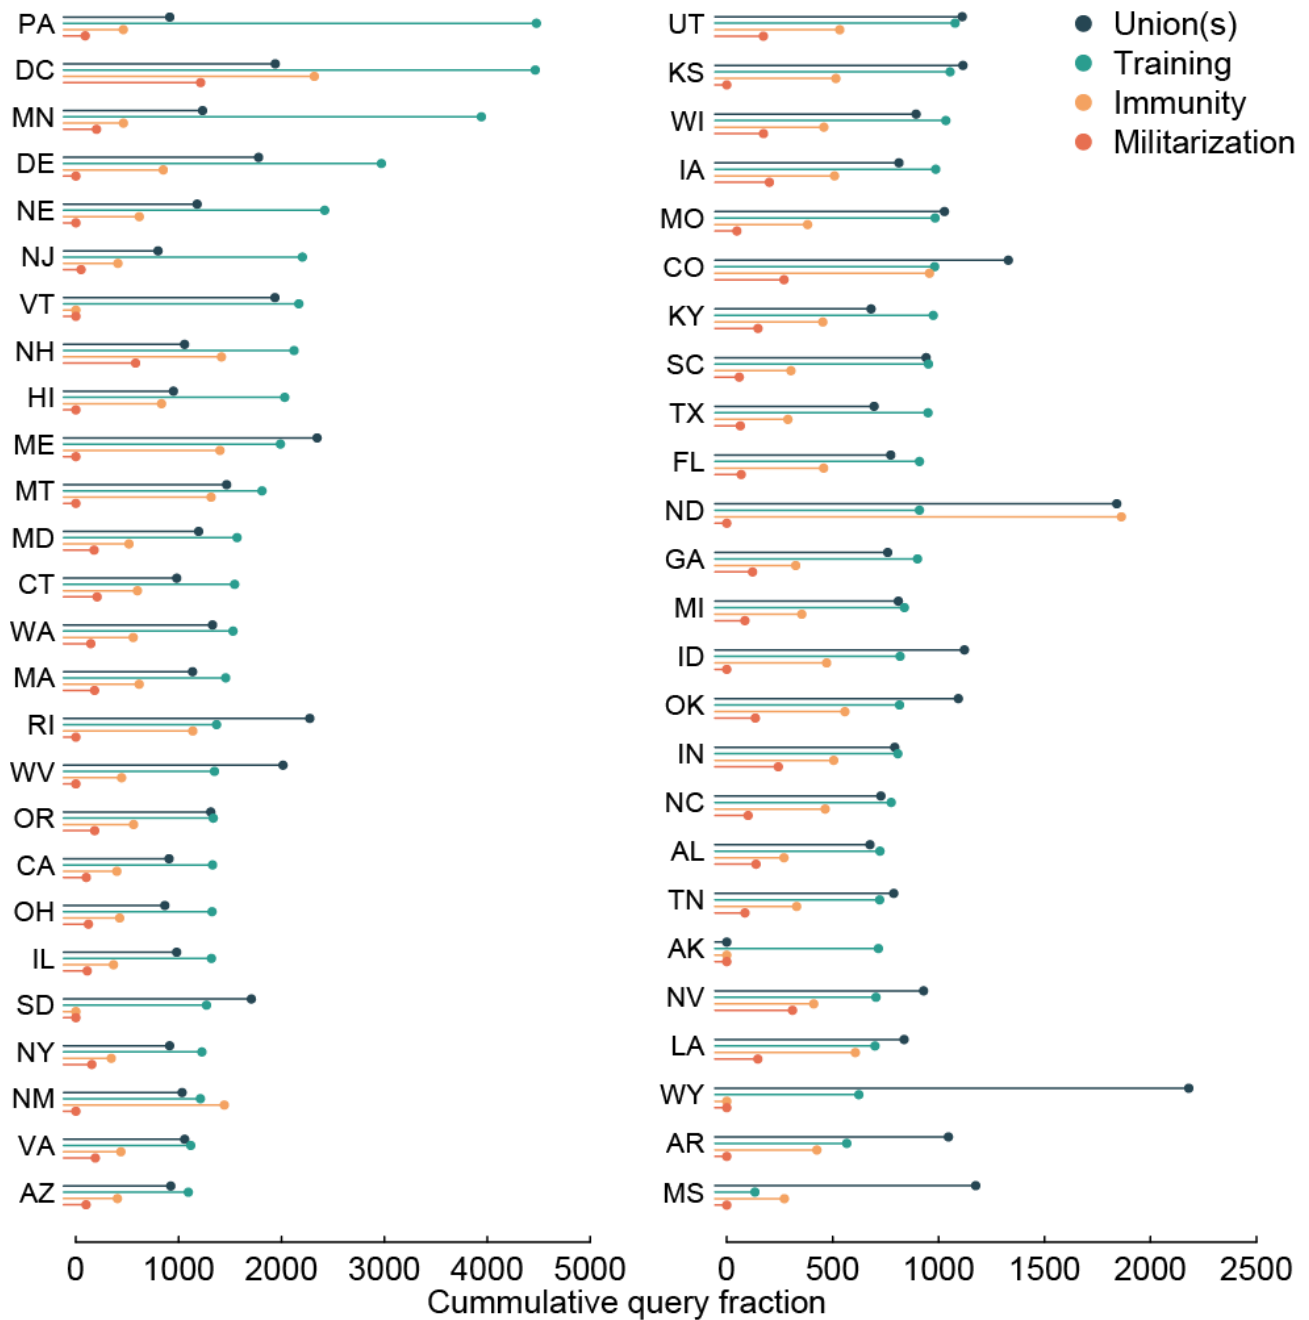 PA
DC
MN
DE
NE
NJ
VT
NH
HI
ME
MT
MD
CT
WA
MA
RI
WV
OR
CA
OH
IL
SD
NY
NM
VA
AZ
0 1000 2000 3000 4000 5000
UT
KS
WI
IA
MO
CO
KY
SC
TX
FL
ND
GA
MI
ID
OK
IN
NC
AL
TN
AK
NV
LA
WY
AR
MS
0 500 1000 1500 2000 2500
Union(s)
Training
Immunity
Militarization
Cummulative query fraction